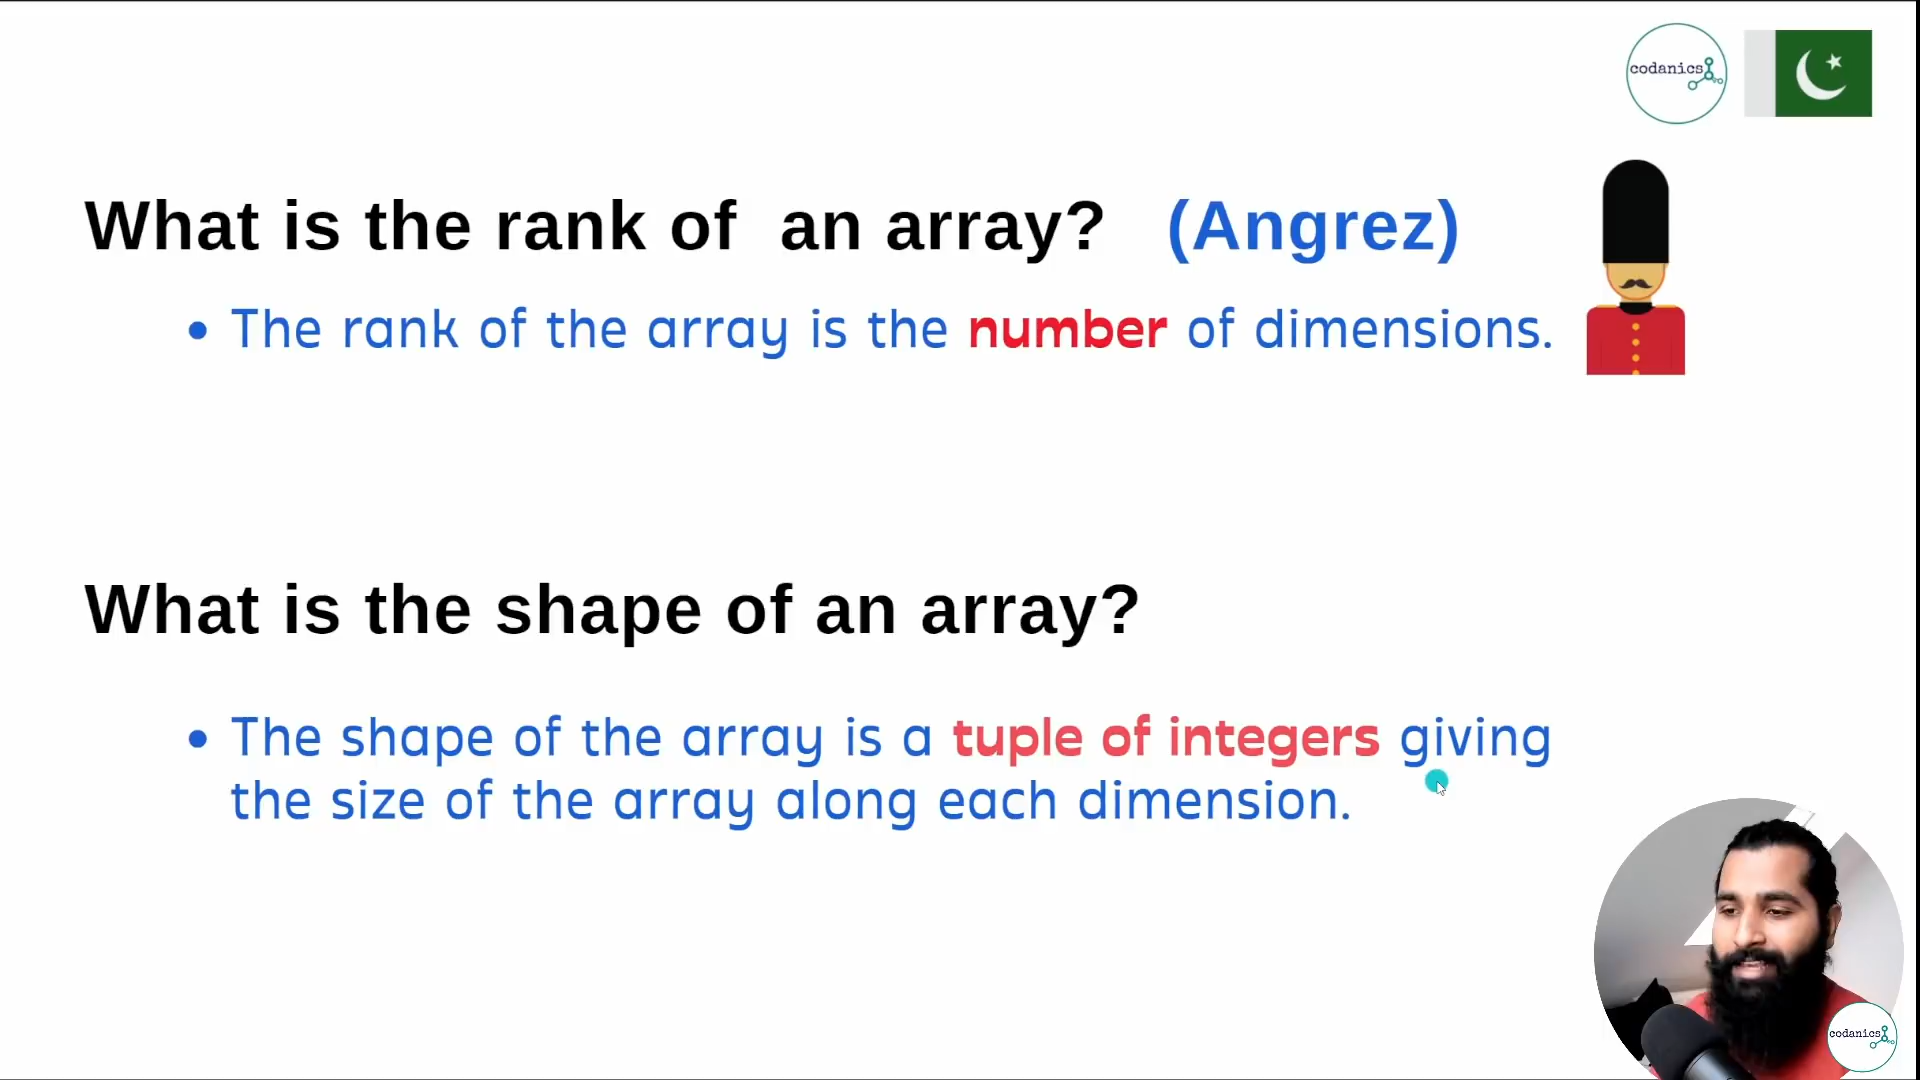 codanics
What is the rank of an array? (Angrez)
• The rank of the array is the number of dimensions.
What is the shape of an array?
• The shape of the array is a tuple of integers giving
the size of the array along each dimension.
codanics